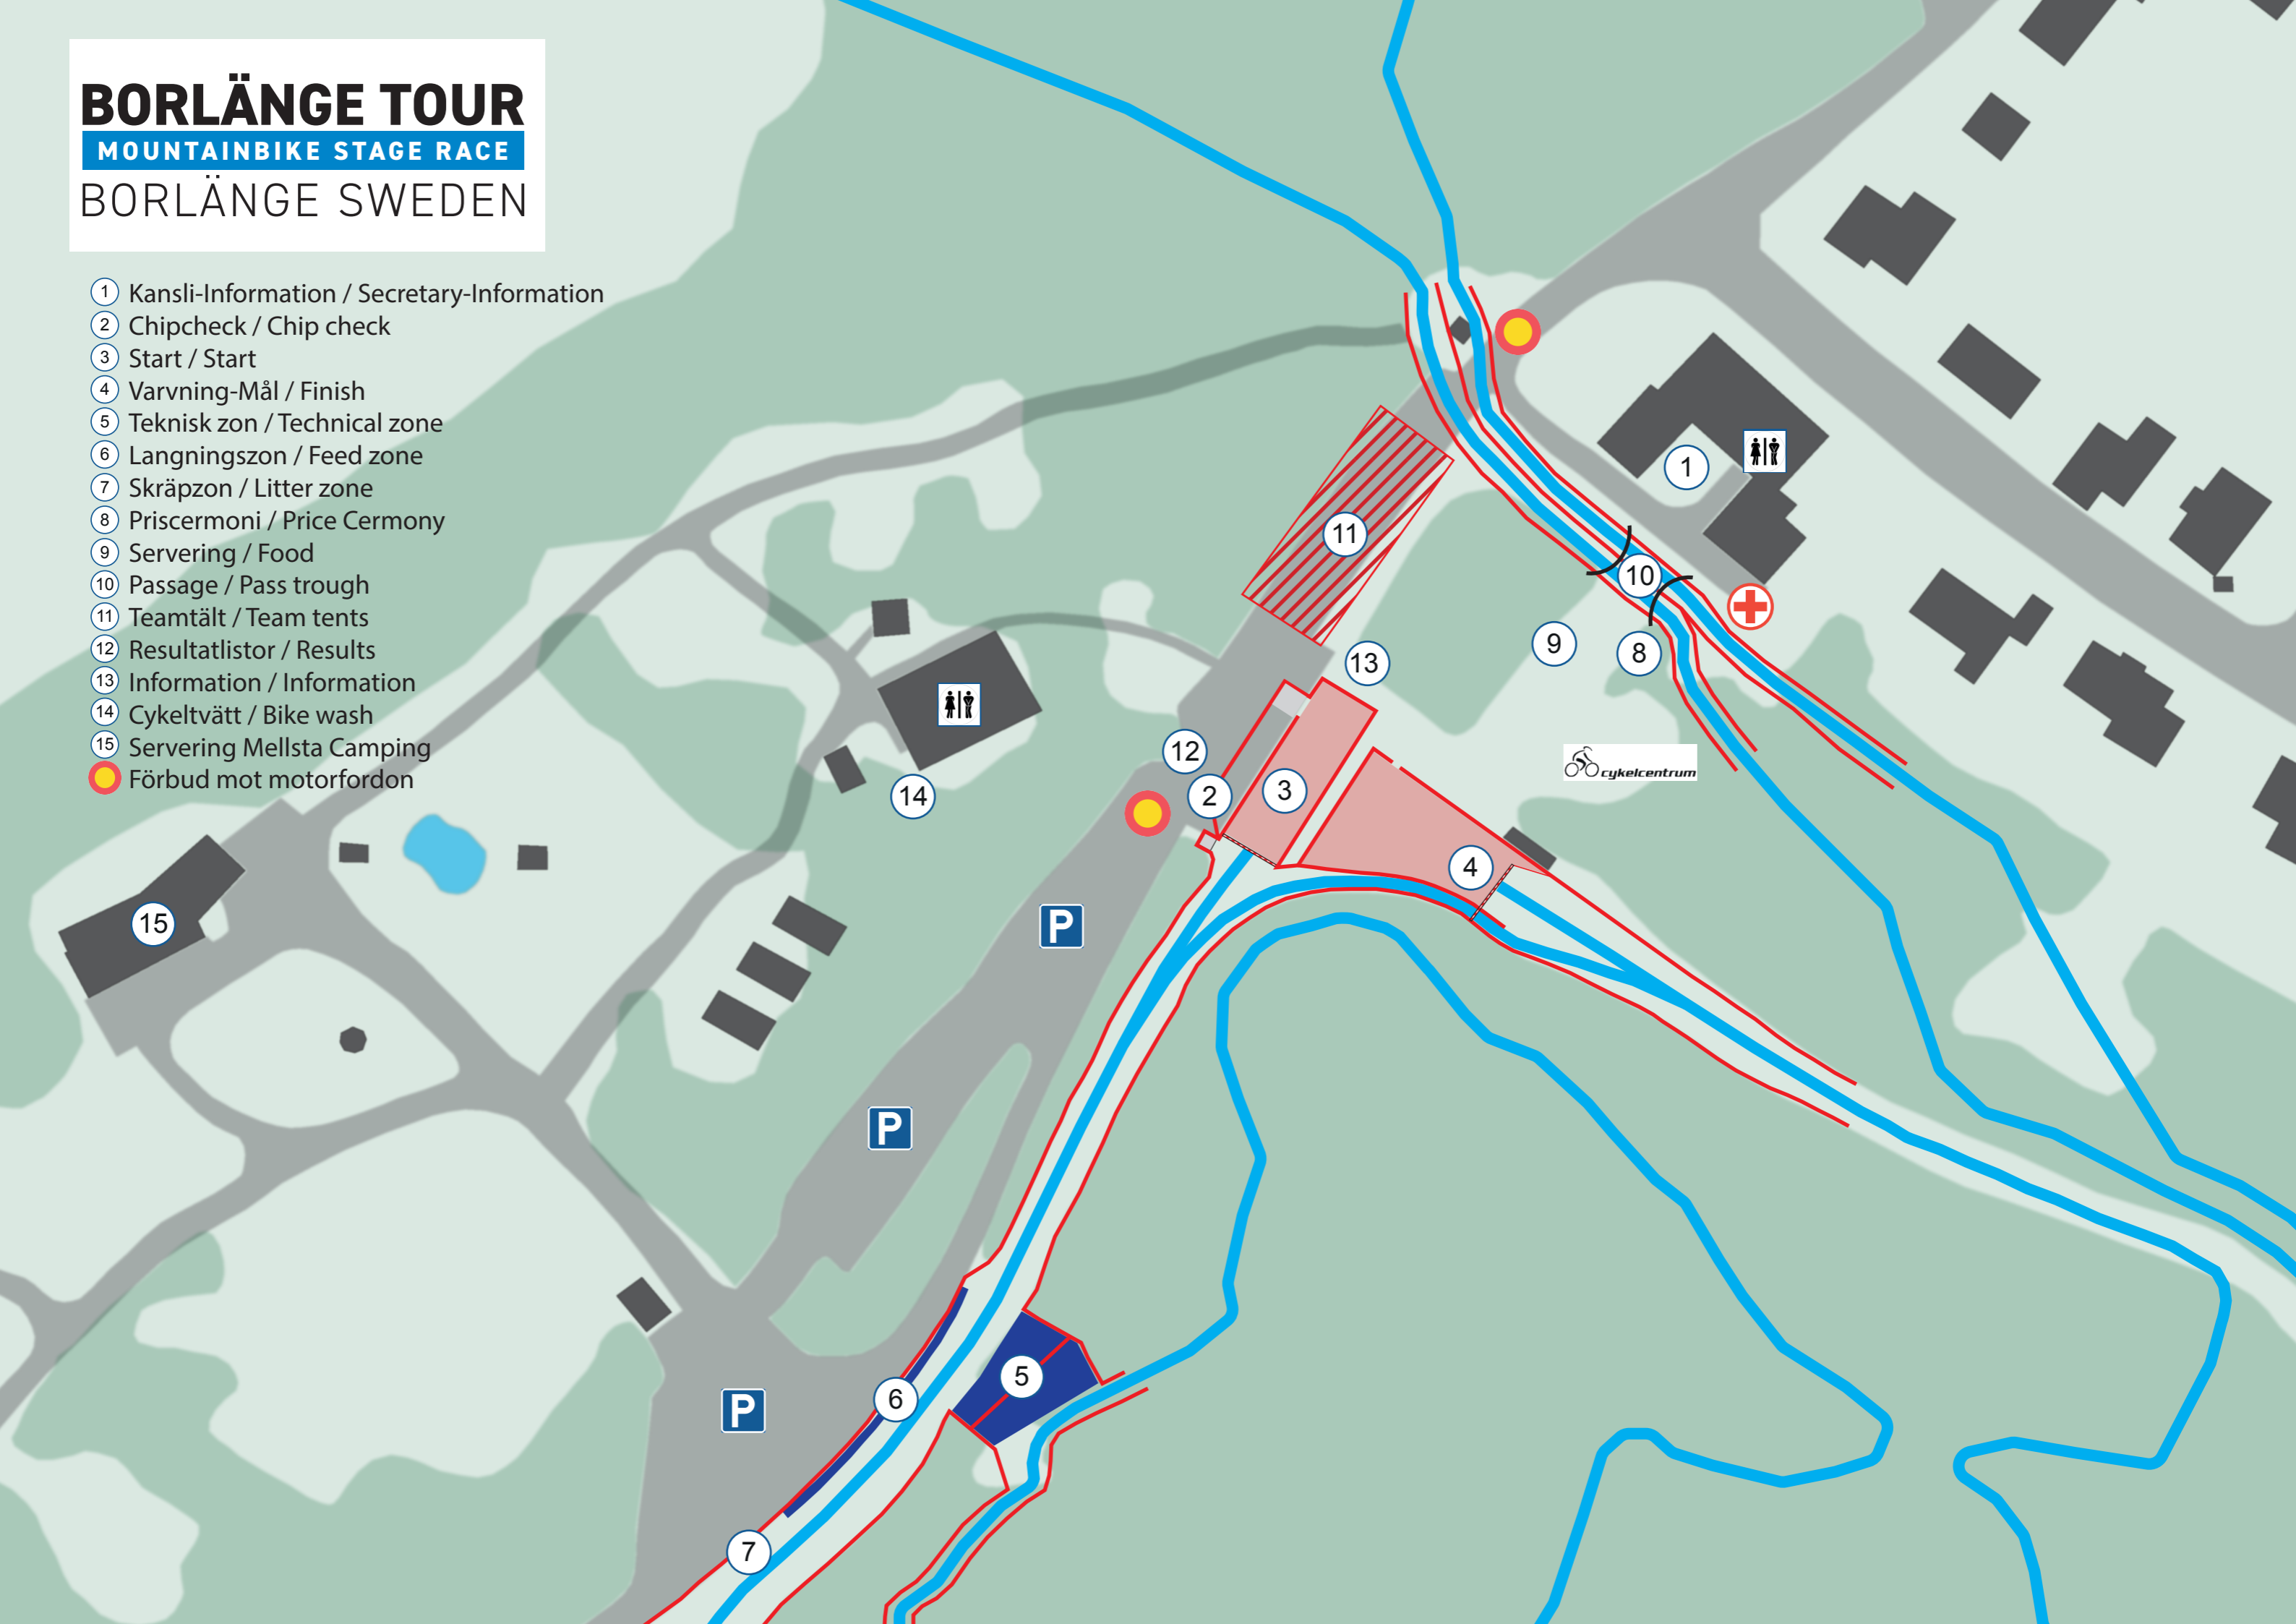 BORLÄNGE TOUR
MOUNTAINBIKE STAGE RACE
BORLÄNGE SWEDEN
1 Kansli-Information / Secretary-Information
2 Chipcheck / Chip check
3 Start / Start
4 Varvning-Mål / Finish
5 Teknisk zon / Technical zone
6 Langningszon / Feed zone
7 Skräpzon / Litter zone
8 Priscermoni / Price Cermony
9 Servering / Food
10 Passage / Pass trough
11 Teamtält / Team tents
12 Resultatlistor / Results
13 Information / Information
14 Cykeltvätt / Bike wash
15 Servering Mellsta Camping
Förbud mot motorfordon
1
11
10
9
8
13
12
2
3
14
cykelcentrum
4
15
P
P
5
6
P
7